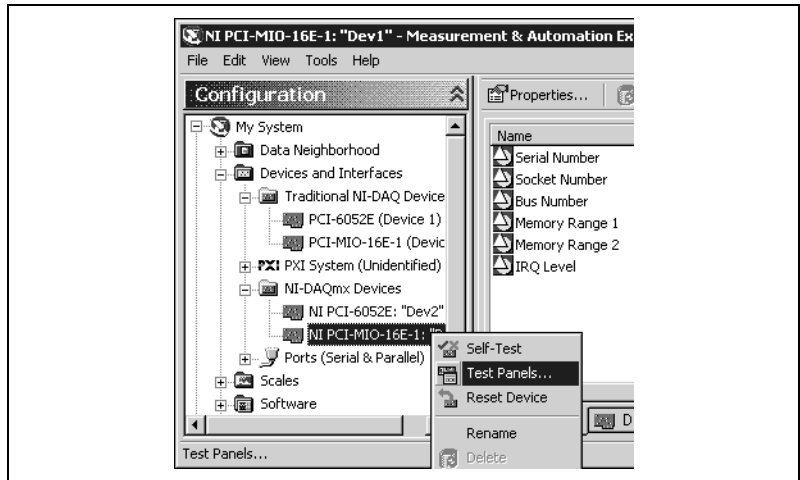 NI PCI-MIO-16E-1: "Dev1" - Measurement & Automation Ex
File Edit View Tools Help
Configuration
Properties...
My System
Data Neighborhood
Devices and Interfaces
Traditional NI-DAQ Device
PCI-6052E (Device 1)
PCI-MIO-16E-1 (Devic
PXI PXI System (Unidentified)
NI-DAQmx Devices
NI PCI-6052E: "Dev2"
NI PCI-MIO-16E-1: "D
Ports (Serial & Parallel)
Scales
Software
Name
Serial Number
Socket Number
Bus Number
Memory Range 1
Memory Range 2
IRQ Level
Self-Test
Test Panels...
Reset Device
Rename
Delete
D
Test Panels...